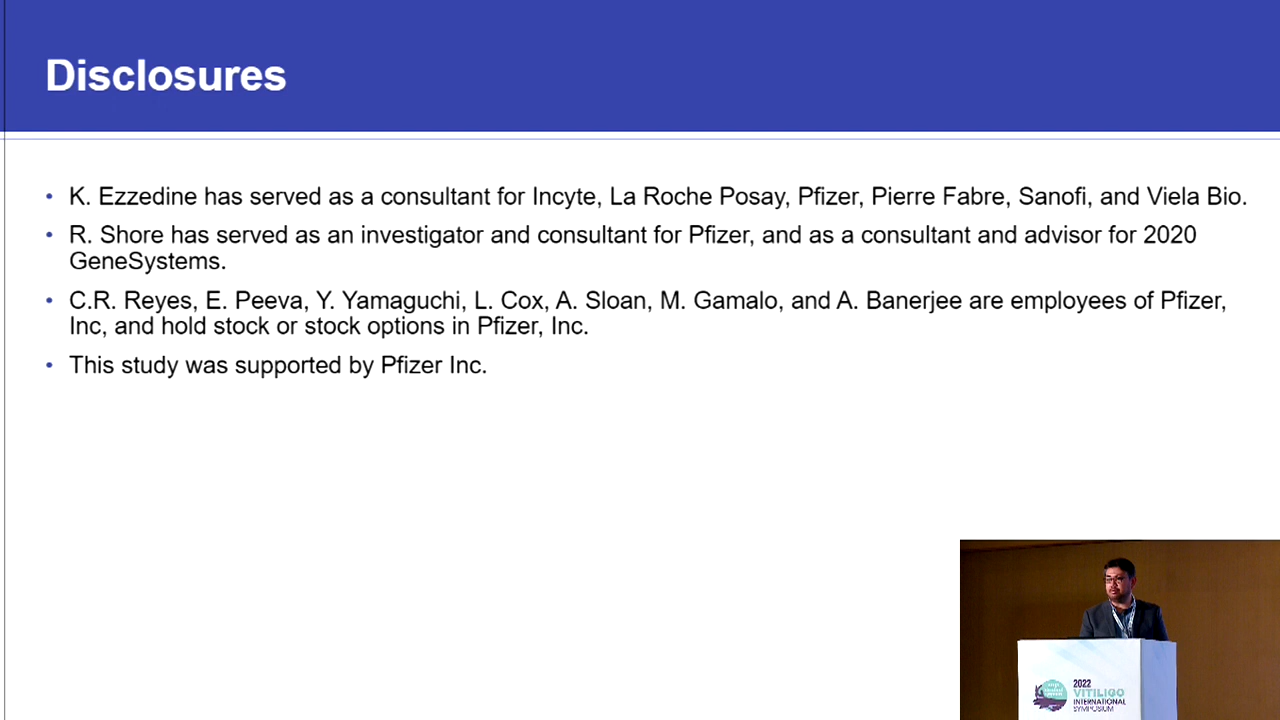 Disclosures
• K. Ezzedine has served as a consultant for Incyte, La Roche Posay, Pfizer, Pierre Fabre, Sanofi, and Viela Bio.
• R. Shore has served as an investigator and consultant for Pfizer, and as a consultant and advisor for 2020
GeneSystems.
• C.R. Reyes, E. Peeva, Y. Yamaguchi, L. Cox, A. Sloan, M. Gamalo, and A. Banerjee are employees of Pfizer,
Inc, and hold stock or stock options in Pfizer, Inc.
• This study was supported by Pfizer Inc.
2022
VITILIGO
INTERNATIONAL
SYMPOSIUM